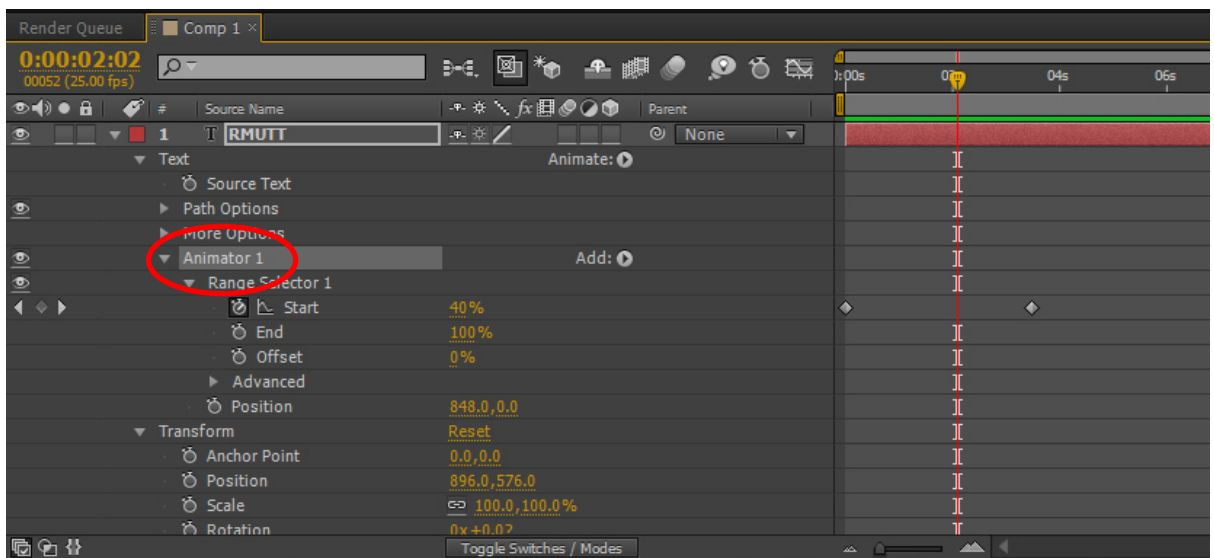 Render Queue Comp 1 ×
0:00:02:02
00052 (25.00 fps)
:00s 02s 04s 06s
# Source Name fx Parent
1 T RMUTT None
Text Animate:
Source Text
Path Options
More Options
Animator 1 Add:
Range Selector 1
Start 40%
End 100%
Offset 0%
Advanced
Position 848.0,0.0
Transform Reset
Anchor Point 0.0,0.0
Position 896.0,576.0
Scale 100.0,100.0%
Rotation 0x+0.0°
Toggle Switches / Modes